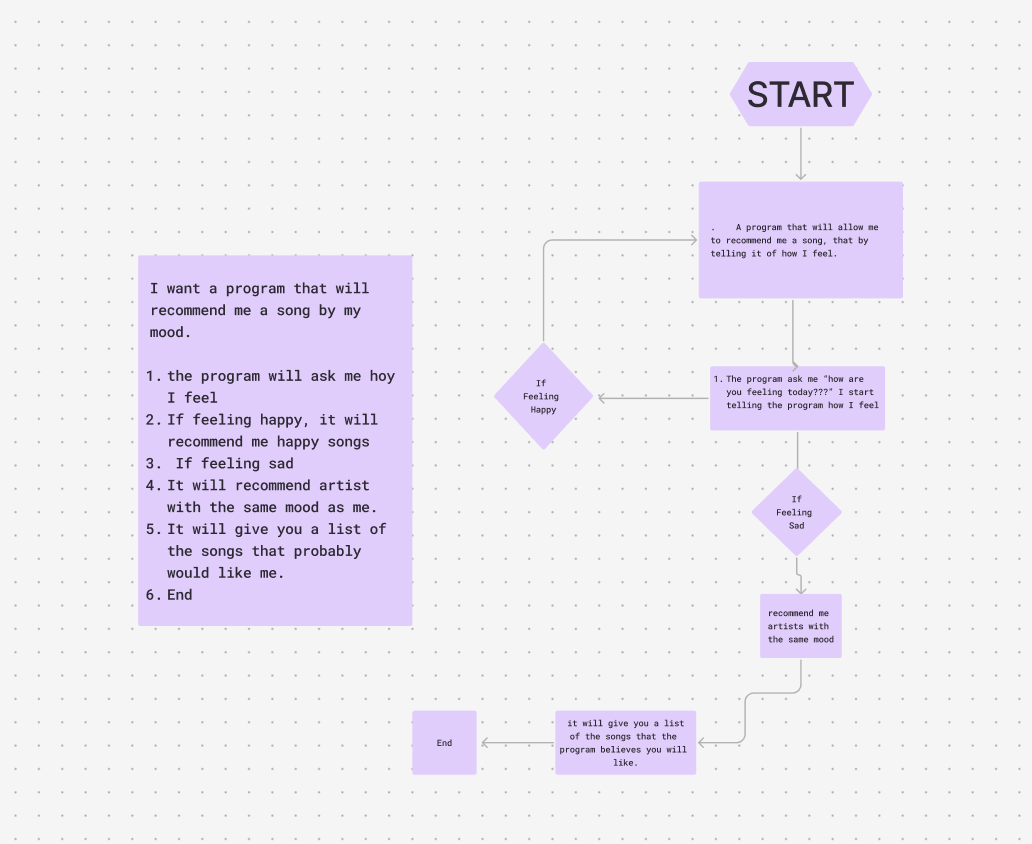 START
.    A program that will allow me
to recommend me a song, that by
telling it of how I feel.
I want a program that will
recommend me a song by my
mood.
1. the program will ask me hoy
I feel
2. If feeling happy, it will
recommend me happy songs
3.  If feeling sad
4. It will recommend artist
with the same mood as me.
5. It will give you a list of
the songs that probably
would like me.
6. End
If
Feeling
Happy
1. The program ask me “how are
you feeling today???” I start
telling the program how I feel
If
Feeling
Sad
recommend me
artists with
the same mood
it will give you a list
of the songs that the
program believes you will
like.
End